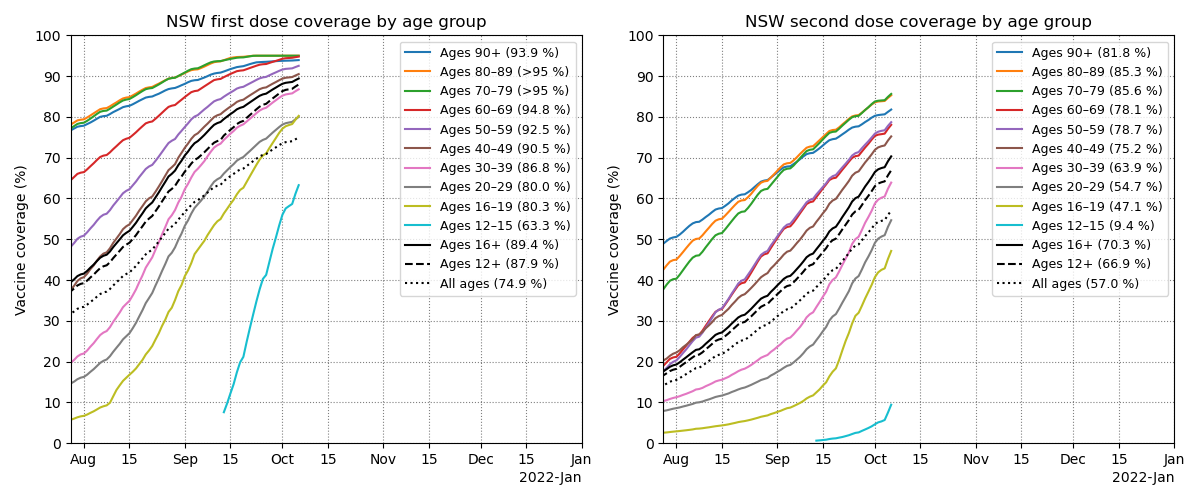 NSW first dose coverage by age group
Vaccine coverage (%)
100
90
80
70
60
50
40
30
20
10
0
Ages 90+ (93.9 %)
Ages 80–89 (>95 %)
Ages 70–79 (>95 %)
Ages 60–69 (94.8 %)
Ages 50–59 (92.5 %)
Ages 40–49 (90.5 %)
Ages 30–39 (86.8 %)
Ages 20–29 (80.0 %)
Ages 16–19 (80.3 %)
Ages 12–15 (63.3 %)
Ages 16+ (89.4 %)
Ages 12+ (87.9 %)
All ages (74.9 %)
Aug 15 Sep 15 Oct 15 Nov 15 Dec 15 Jan
2022-Jan
NSW second dose coverage by age group
Vaccine coverage (%)
100
90
80
70
60
50
40
30
20
10
0
Ages 90+ (81.8 %)
Ages 80–89 (85.3 %)
Ages 70–79 (85.6 %)
Ages 60–69 (78.1 %)
Ages 50–59 (78.7 %)
Ages 40–49 (75.2 %)
Ages 30–39 (63.9 %)
Ages 20–29 (54.7 %)
Ages 16–19 (47.1 %)
Ages 12–15 (9.4 %)
Ages 16+ (70.3 %)
Ages 12+ (66.9 %)
All ages (57.0 %)
Aug 15 Sep 15 Oct 15 Nov 15 Dec 15 Jan
2022-Jan